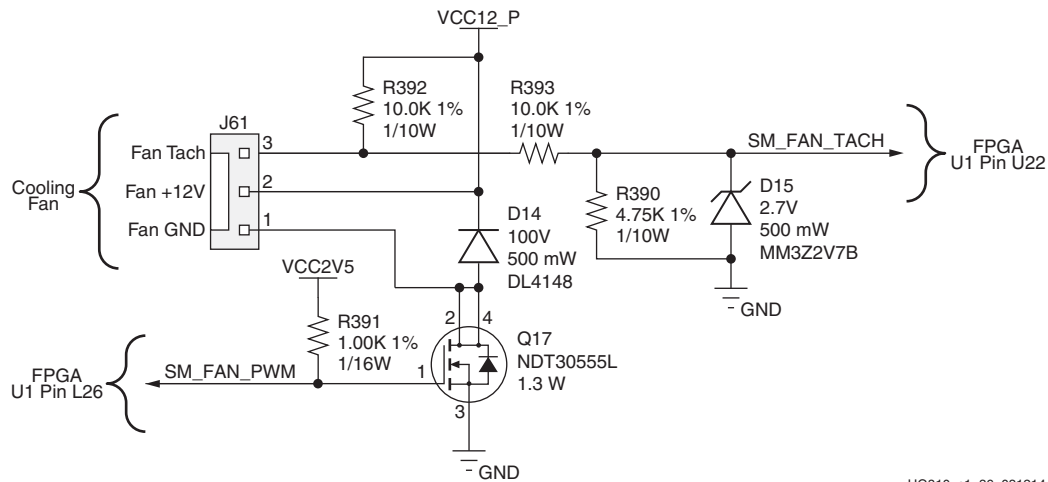 VCC12_P
R392
10.0K 1%
1/10W
R393
10.0K 1%
1/10W
J61
Fan Tach
3
SM_FAN_TACH
FPGA
U1 Pin U22
Cooling
Fan
Fan +12V
2
Fan GND
1
R390
4.75K 1%
1/10W
D15
2.7V
500 mW
MM3Z2V7B
D14
100V
500 mW
DL4148
GND
VCC2V5
R391
1.00K 1%
1/16W
2
4
Q17
NDT30555L
1.3 W
FPGA
U1 Pin L26
SM_FAN_PWM
1
3
GND